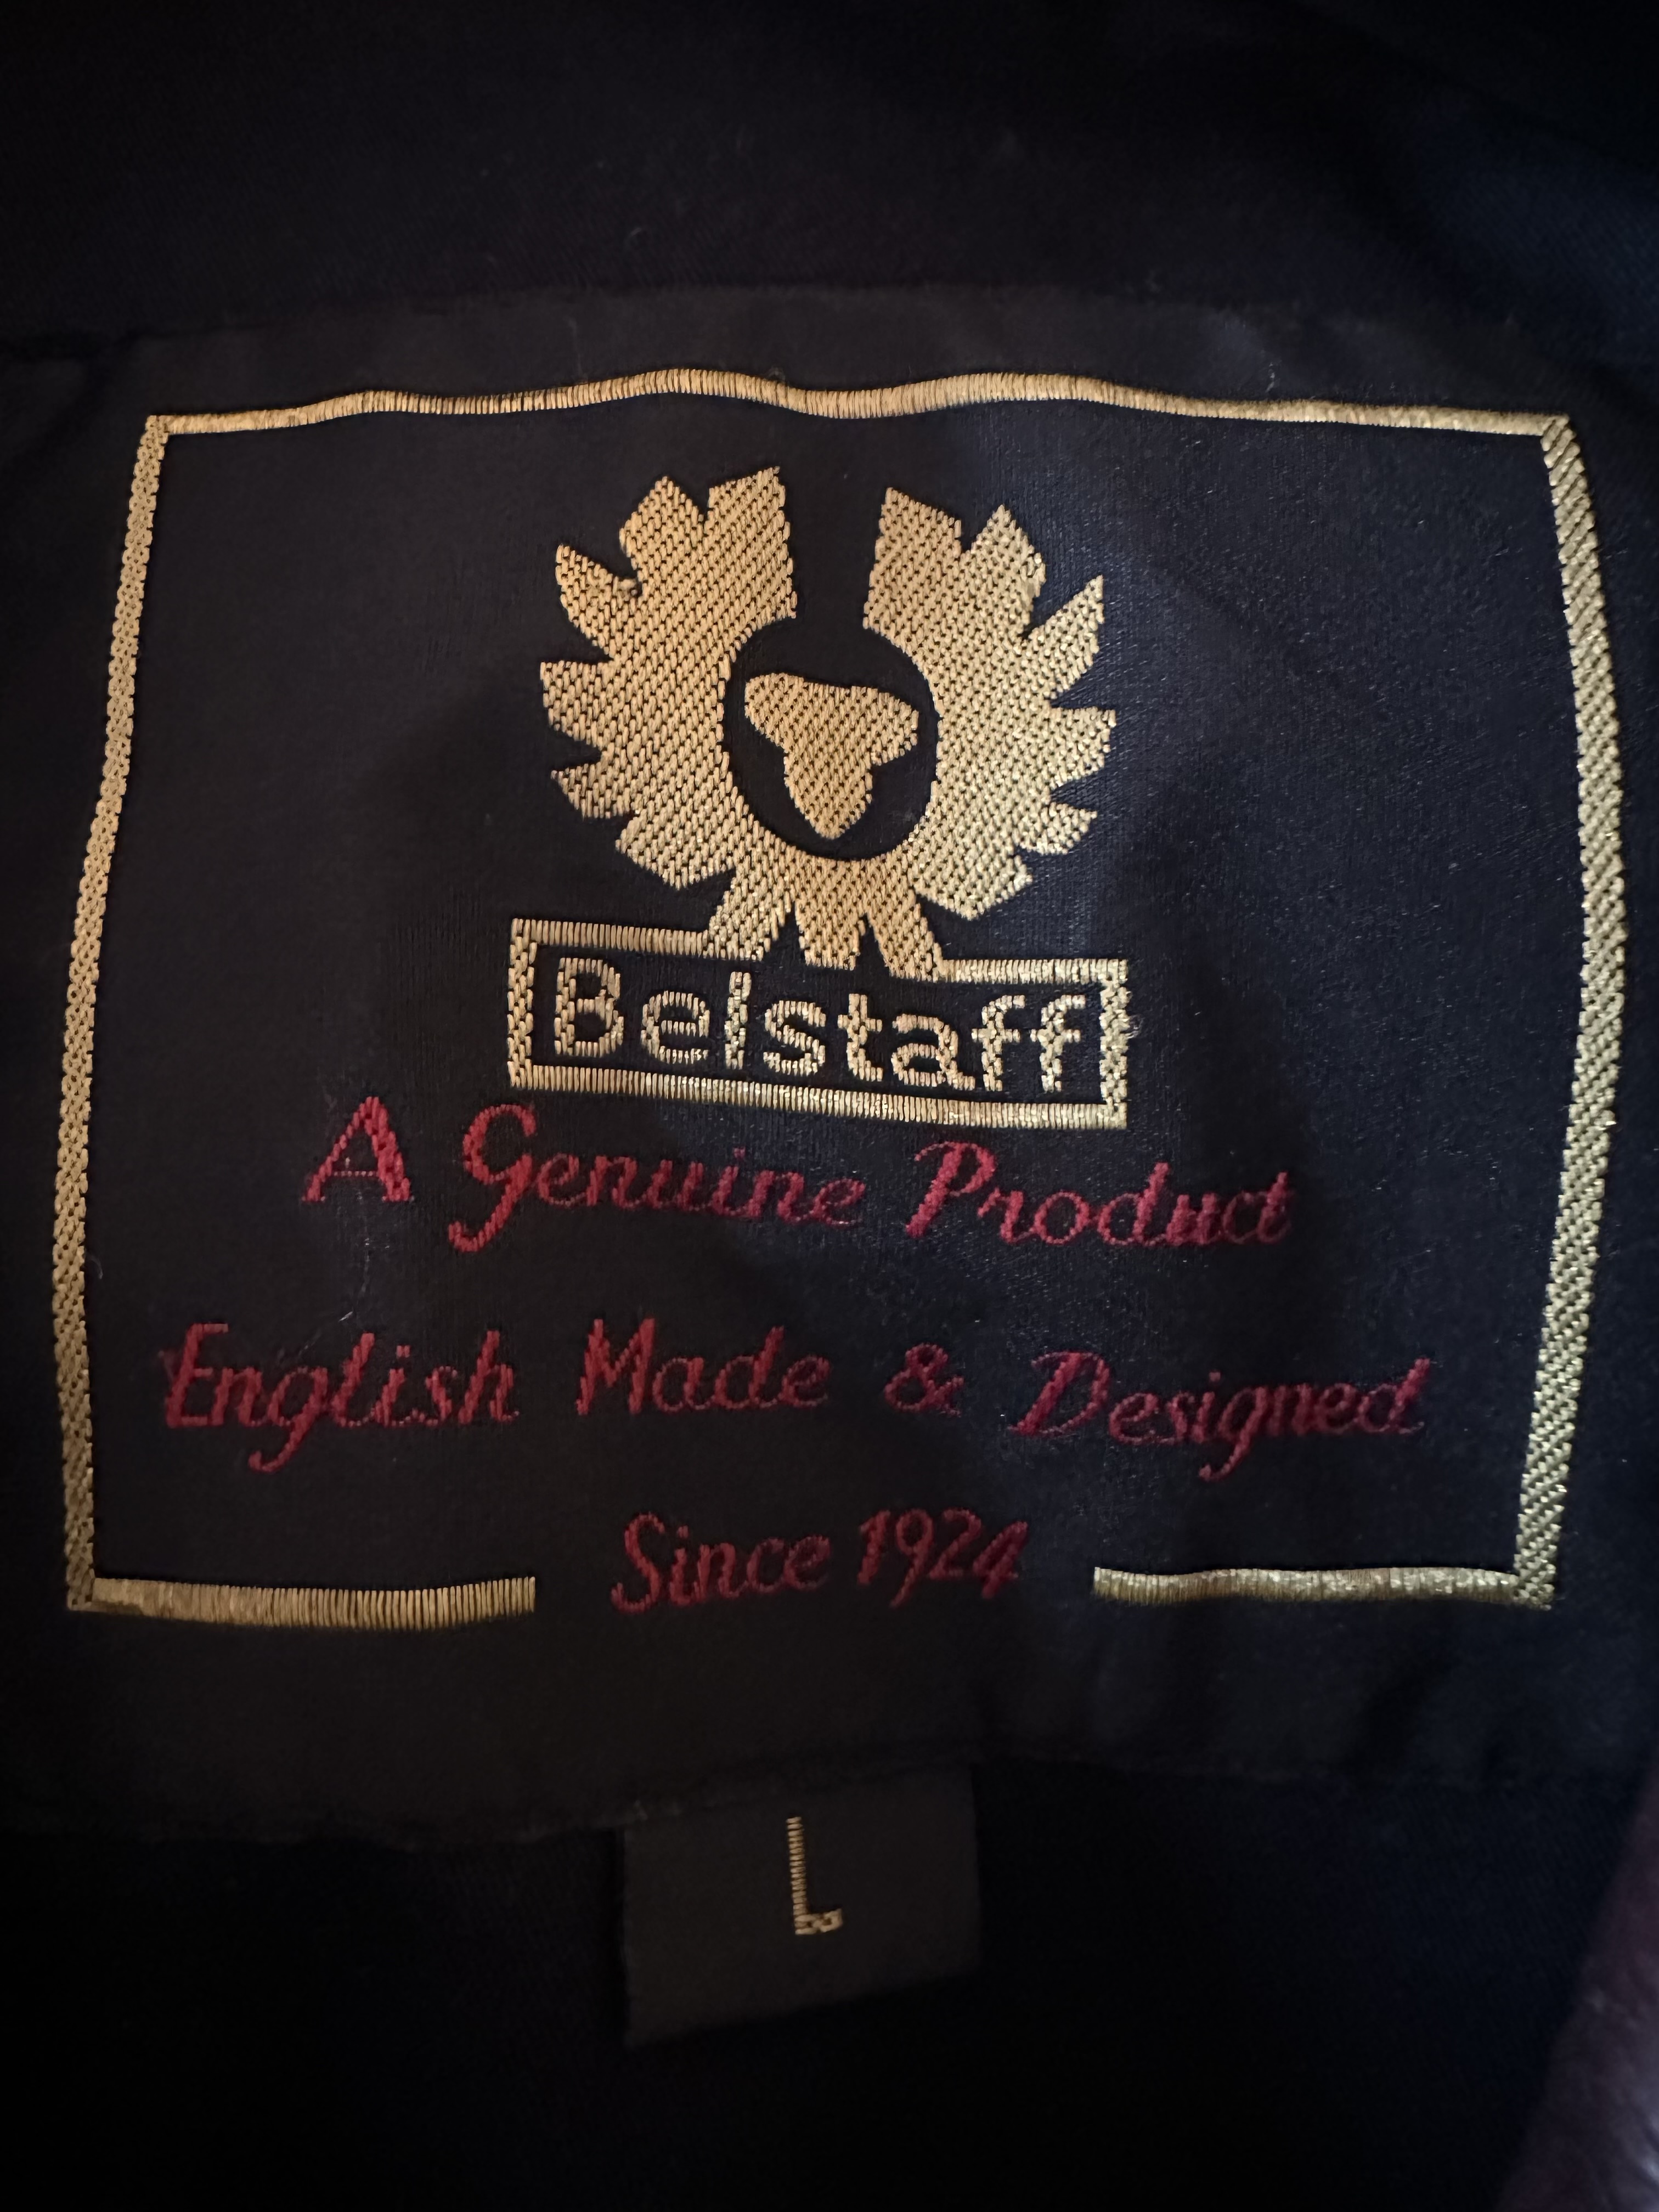 Belstaff
A Genuine Product
English Made & Designed
Since 1924
L